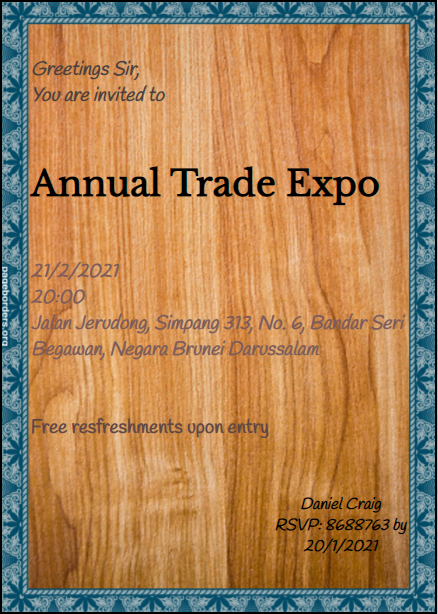 Greetings Sir,
You are invited to
Annual Trade Expo
21/2/2021
20:00
Jalan Jerudong, Simpang 313, No. 6, Bandar Seri
Begawan, Negara Brunei Darussalam
Free resfreshments upon entry
Daniel Craig
RSVP: 8688763 by
20/1/2021
pageborders.org